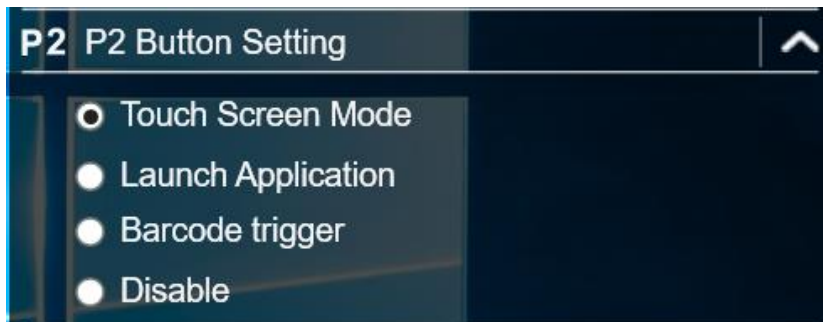 P2 P2 Button Setting
Touch Screen Mode
Launch Application
Barcode trigger
Disable